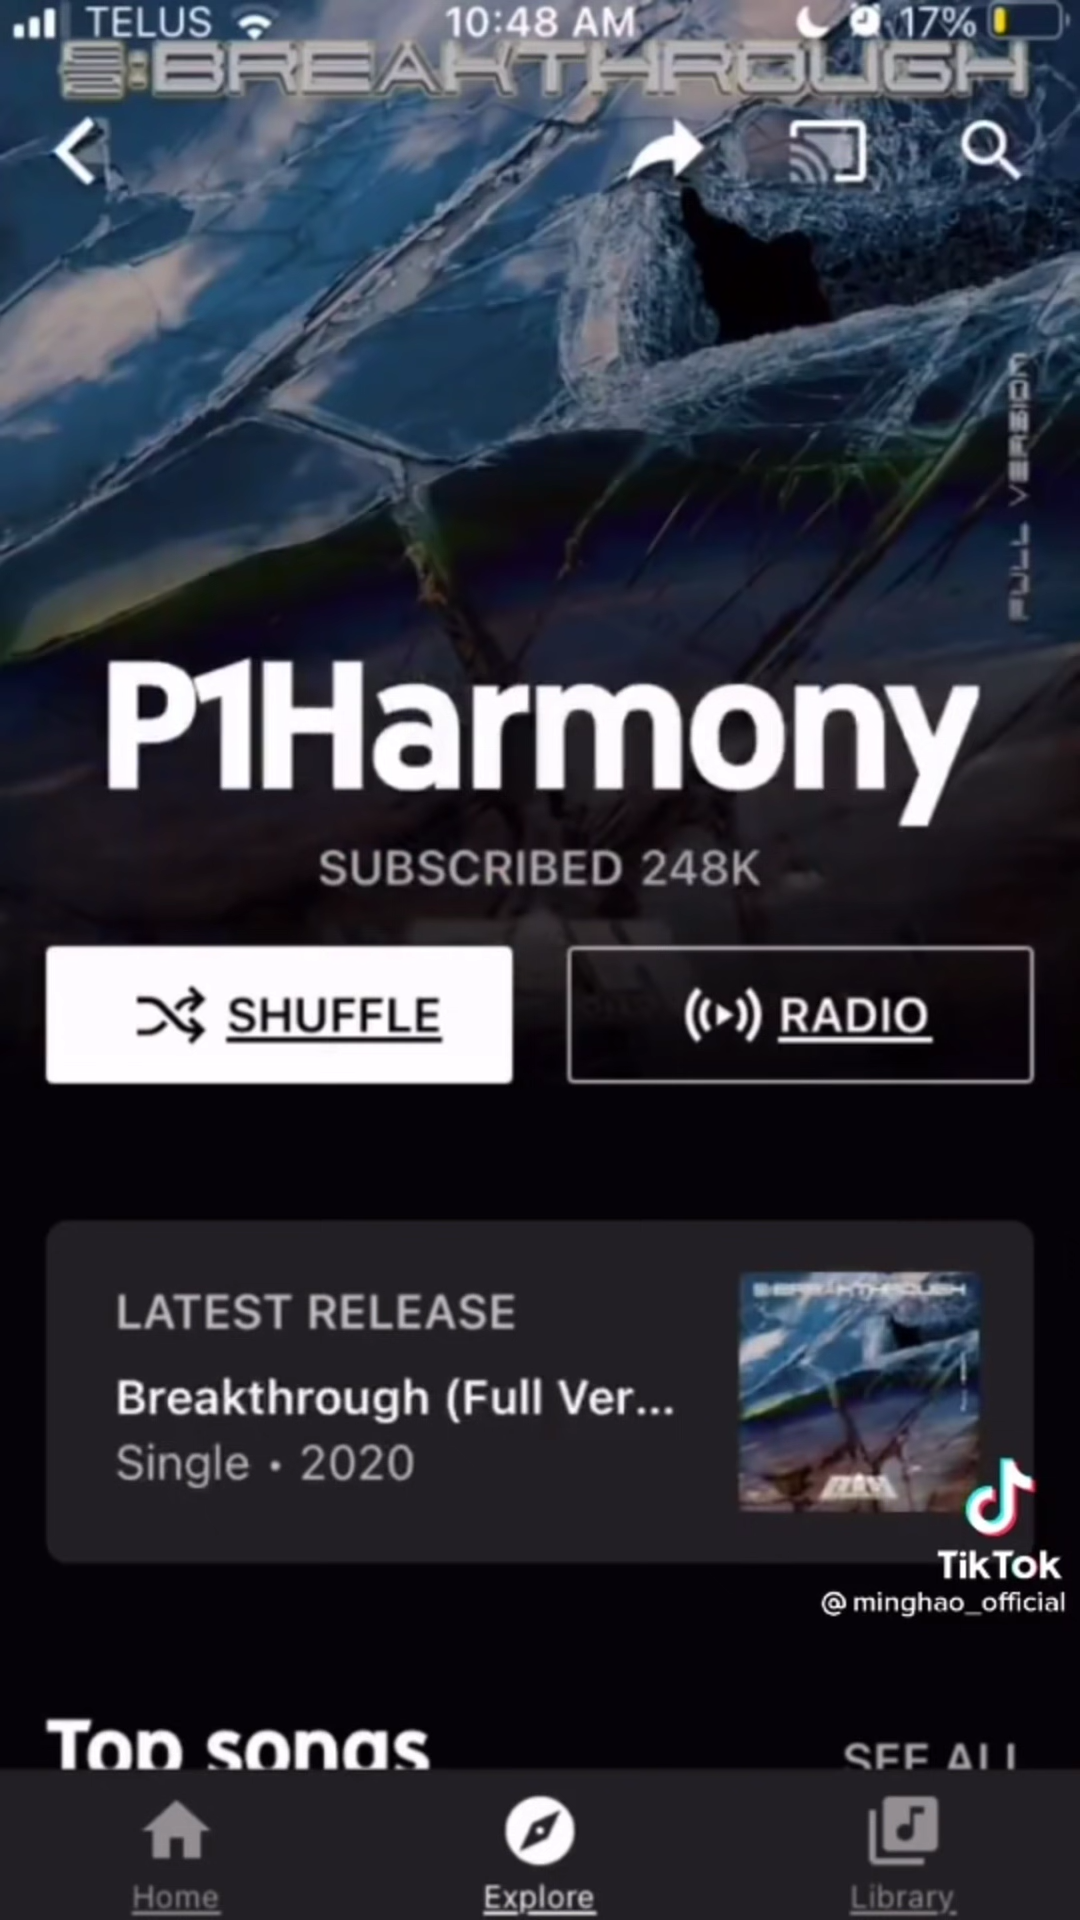 TELUS 10:48 AM 17%
BREAKTHROUGH
FULL VERSION
P1Harmony
SUBSCRIBED 248K
SHUFFLE
RADIO
LATEST RELEASE
Breakthrough (Full Ver...
Single • 2020
BREAKTHROUGH
TikTok
@minghao_official
Top songs
SEE ALL
Home
Explore
Library